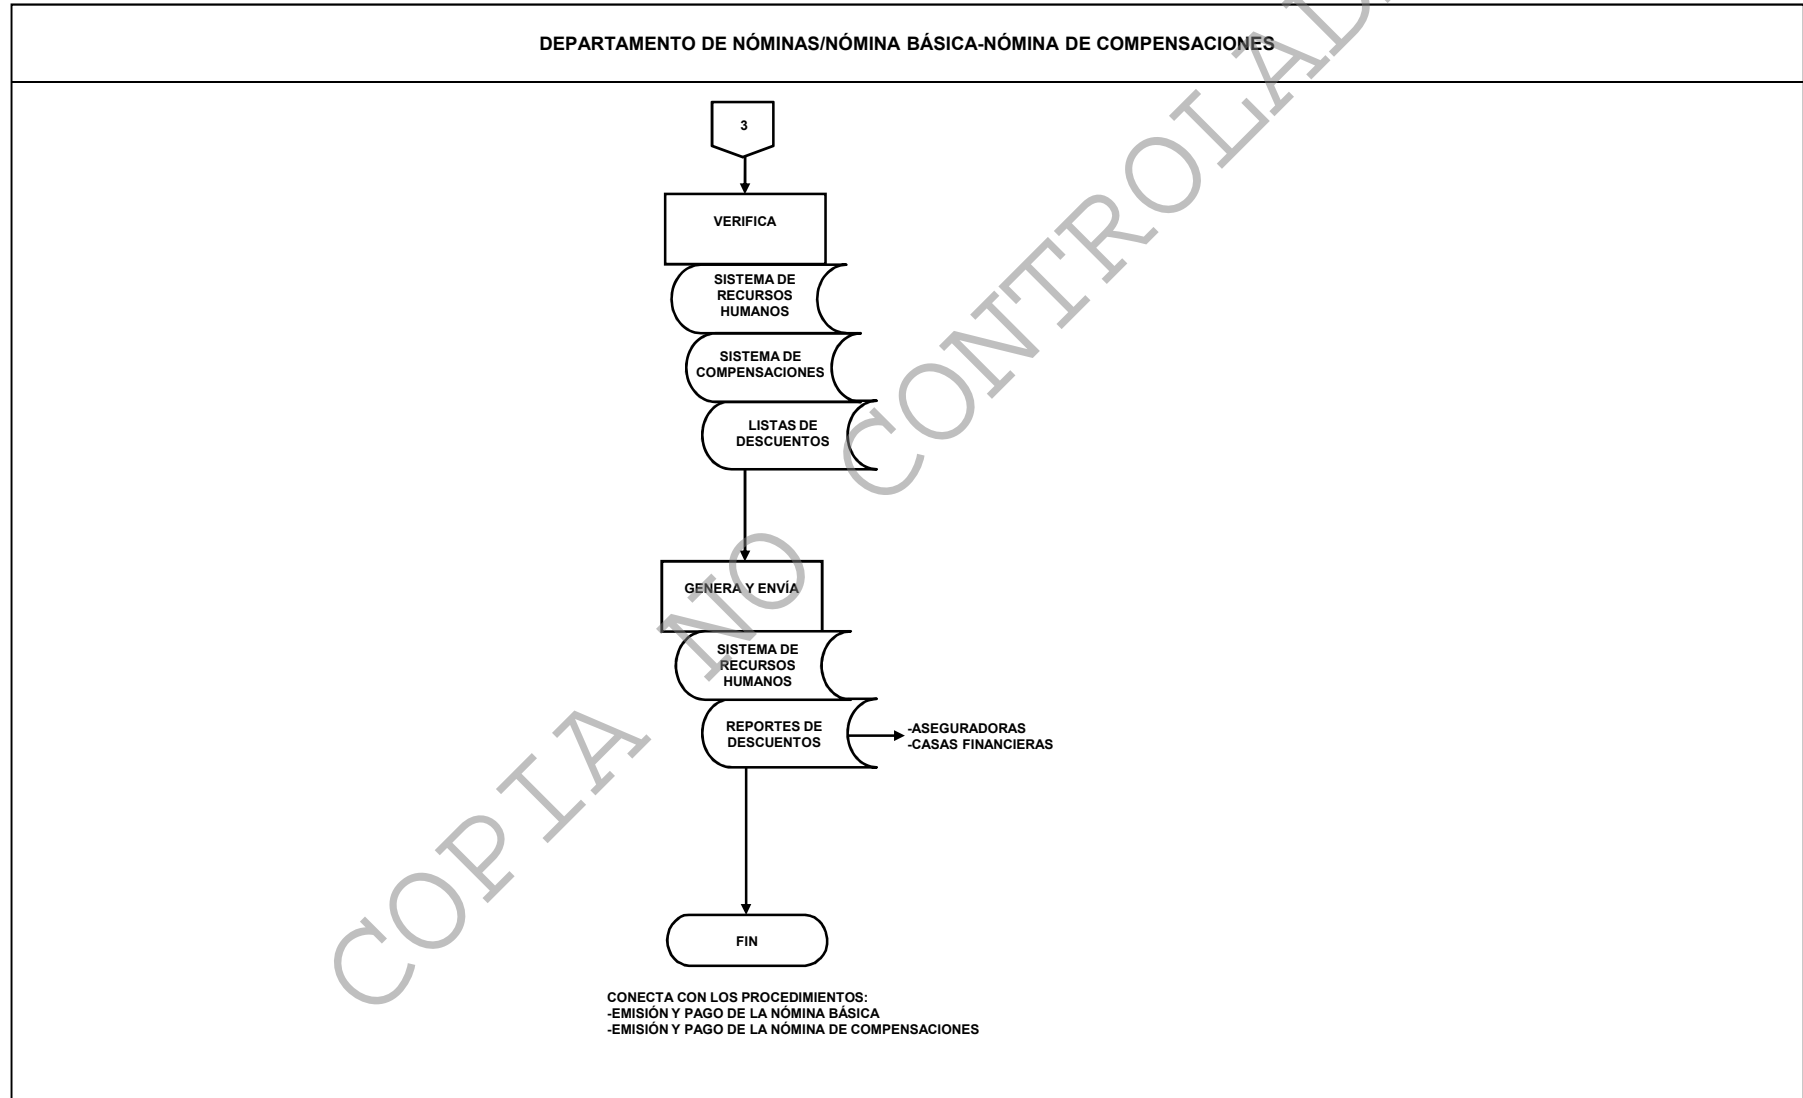 DEPARTAMENTO DE NÓMINAS/NÓMINA BÁSICA-NÓMINA DE COMPENSACIONES
3
VERIFICA
SISTEMA DE
RECURSOS
HUMANOS
SISTEMA DE
COMPENSACIONES
LISTAS DE
DESCUENTOS
GENERA Y ENVÍA
SISTEMA DE
RECURSOS
HUMANOS
REPORTES DE
DESCUENTOS
-ASEGURADORAS
-CASAS FINANCIERAS
FIN
CONECTA CON LOS PROCEDIMIENTOS:
-EMISIÓN Y PAGO DE LA NÓMINA BÁSICA
-EMISIÓN Y PAGO DE LA NÓMINA DE COMPENSACIONES
COPIA NO CONTROLAD